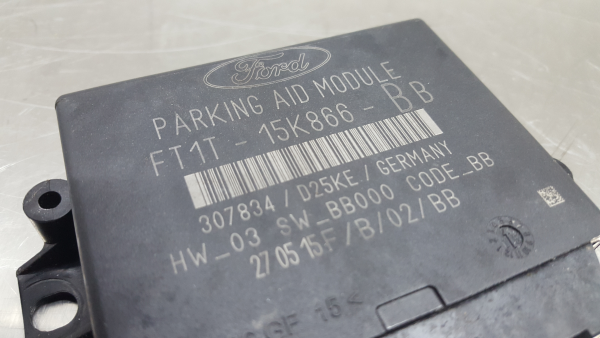 Ford
PARKING AID MODULE
FT1T - 15K866 - BB
307834 / D25KE / GERMANY
HW_03 SW_BB000 CODE_BB
27 05 15F/B/02/BB